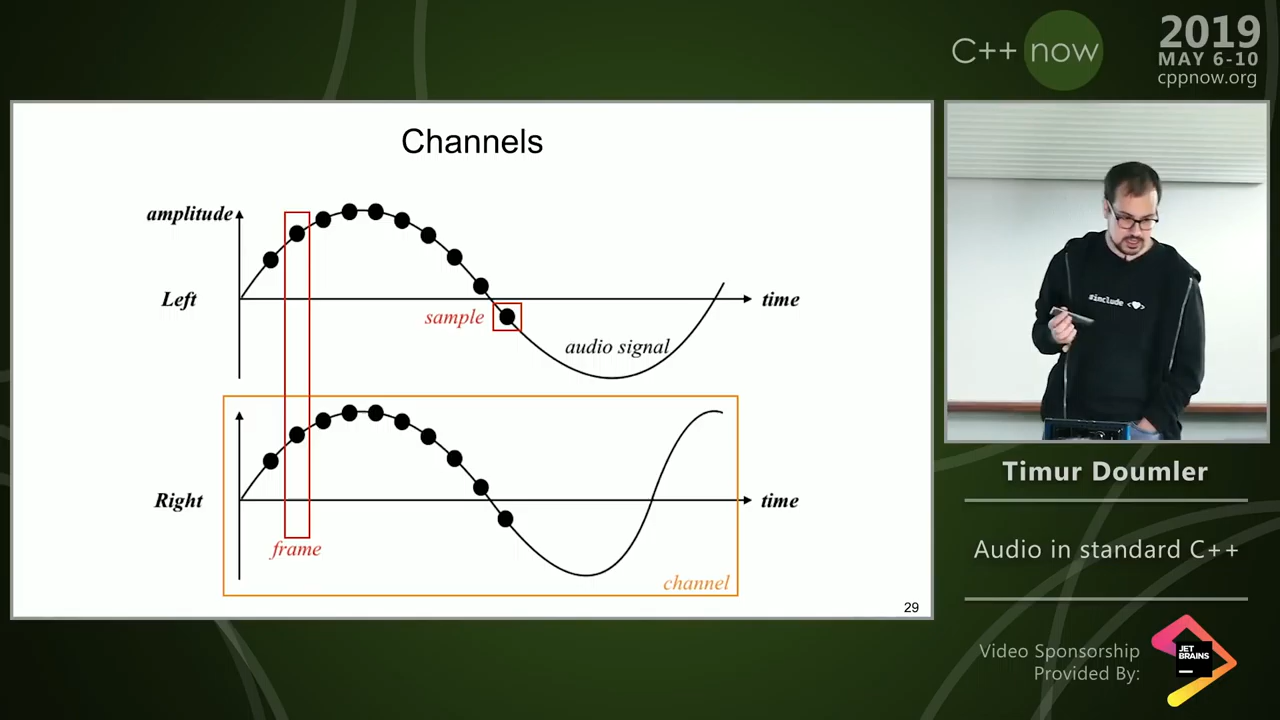 C++ now
2019
MAY 6-10
cppnow.org
Channels
amplitude
Left
time
sample
audio signal
Right
time
frame
channel
29
#include <♥>
Timur Doumler
Audio in standard C++
Video Sponsorship
Provided By:
JET
BRAINS